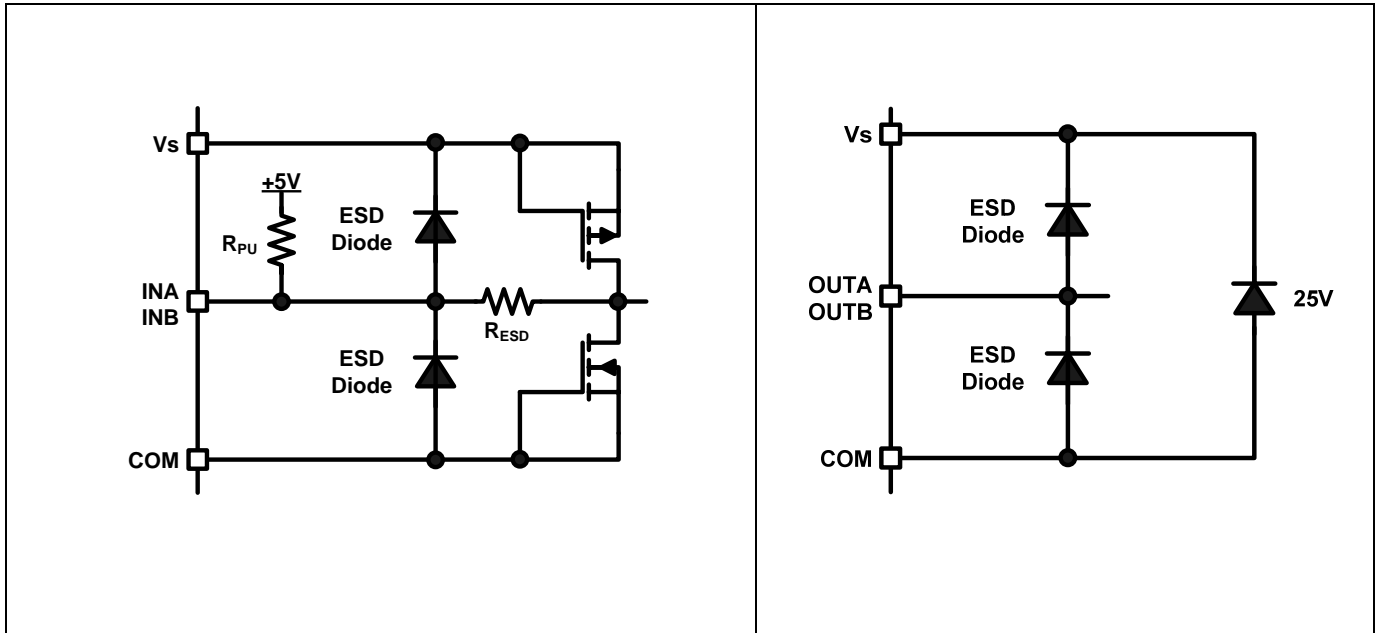 Vs
+5V
RPU
ESD
Diode
INA
INB
RESD
ESD
Diode
COM
Vs
ESD
Diode
OUTA
OUTB
25V
ESD
Diode
COM